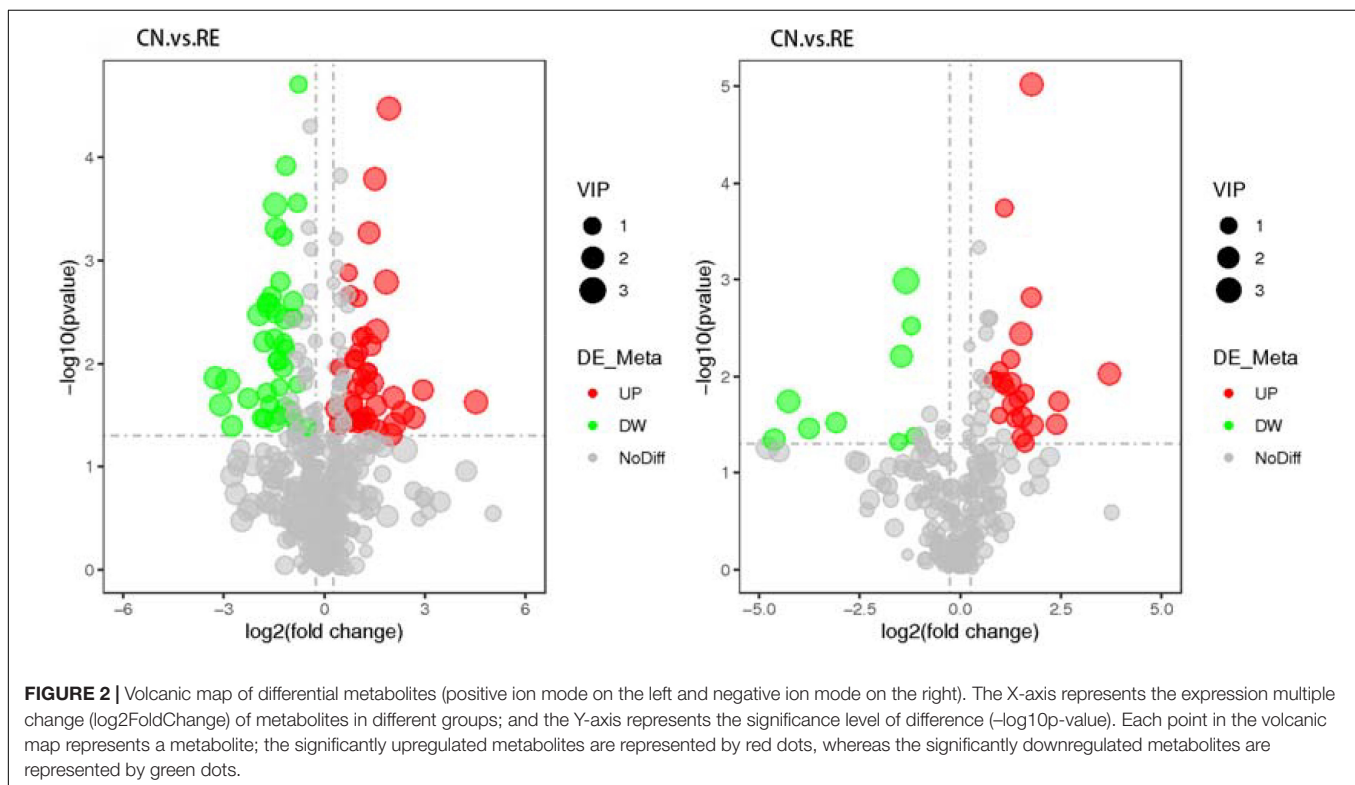 CN.vs.RE
4
3
2
1
0
−log10(pvalue)
−6
−3
0
3
6
log2(fold change)
VIP
1
2
3
DE_Meta
UP
DW
NoDiff
CN.vs.RE
5
4
3
2
1
0
−log10(pvalue)
−5.0
−2.5
0.0
2.5
5.0
log2(fold change)
VIP
1
2
3
DE_Meta
UP
DW
NoDiff
FIGURE 2 | Volcanic map of differential metabolites (positive ion mode on the left and negative ion mode on the right). The X-axis represents the expression multiple
change (log2FoldChange) of metabolites in different groups; and the Y-axis represents the significance level of difference (–log10p-value). Each point in the volcanic
map represents a metabolite; the significantly upregulated metabolites are represented by red dots, whereas the significantly downregulated metabolites are
represented by green dots.